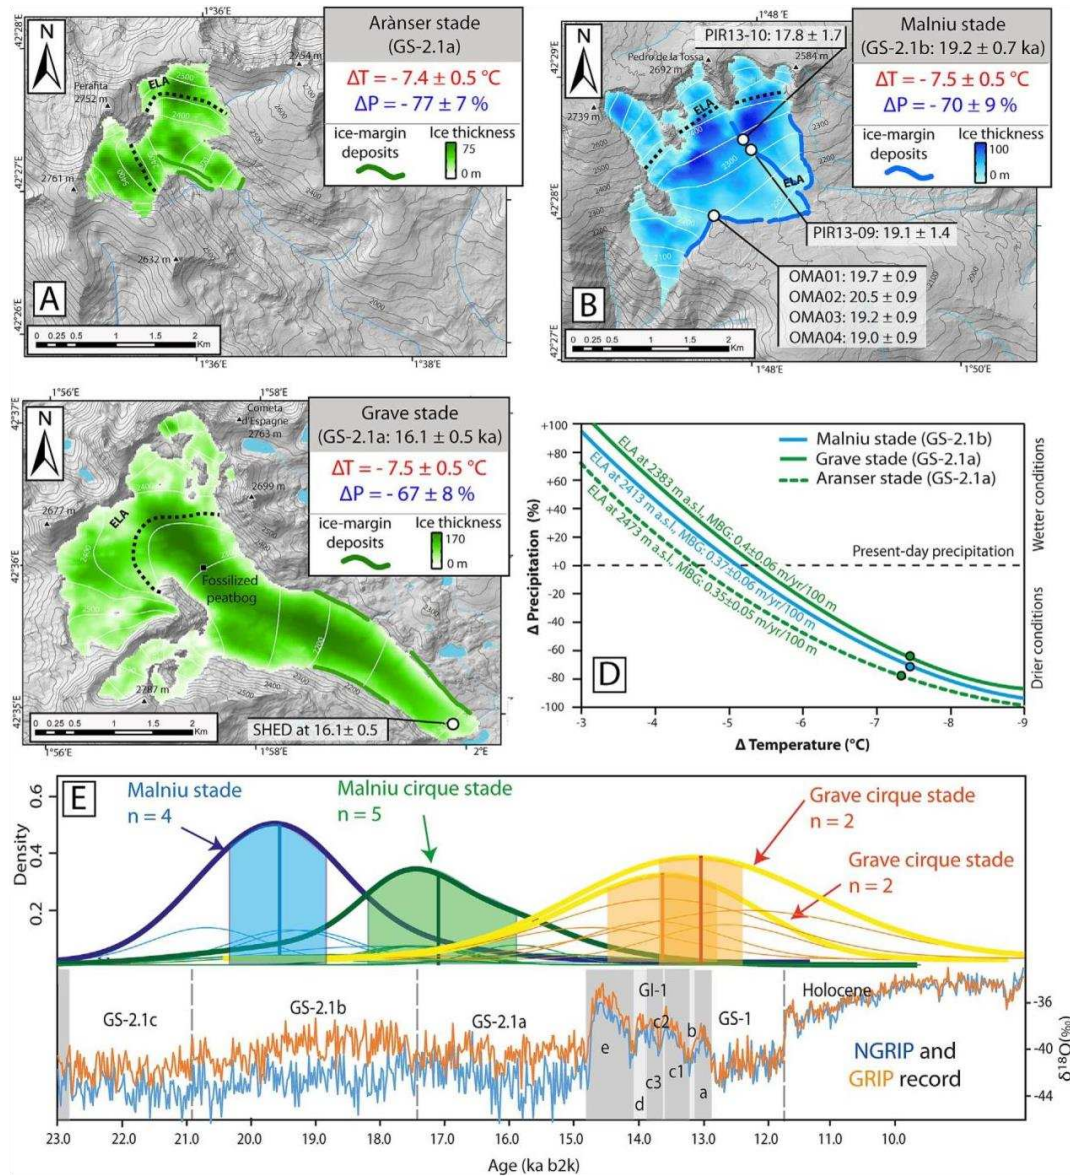 1°36'E
42°28'E
N
Arànser stade
(GS-2.1a)
ΔT = - 7.4 ± 0.5 °C
ΔP = - 77 ± 7 %
ice-margin
deposits
Ice thickness
75
0 m
Perafita
2752 m
2754 m
ELA
2500
2400
2761 m
42°27'E
2632 m
2400
2500
2600
2000
A
42°26'E
0 0.25 0.5 1 1.5 2
Km
1°36'E
1°38'E
1°48'E
42°29'E
N
PIR13-10: 17.8 ± 1.7
Malniu stade
(GS-2.1b: 19.2 ± 0.7 ka)
ΔT = - 7.5 ± 0.5 °C
ΔP = - 70 ± 9 %
ice-margin
deposits
Ice thickness
100
0 m
Pedro de la Tossa
2692 m
2584 m
2739 m
ELA
ELA
2300
2200
2100
42°28'E
PIR13-09: 19.1 ± 1.4
OMA01: 19.7 ± 0.9
OMA02: 20.5 ± 0.9
OMA03: 19.2 ± 0.9
OMA04: 19.0 ± 0.9
B
42°27'E
0 0.25 0.5 1 1.5 2
Km
1°48'E
1°50'E
1°56'E
1°58'E
42°37'E
N
Cometa
d'Espagne
2763 m
Grave stade
(GS-2.1a: 16.1 ± 0.5 ka)
ΔT = - 7.5 ± 0.5 °C
ΔP = - 67 ± 8 %
ice-margin
deposits
Ice thickness
170
0 m
2699 m
2677 m
ELA
2400
2500
42°36'E
Fossilized
peatbog
2300
2200
2787 m
2500
2400
42°35'E
SHED at 16.1± 0.5
0 0.25 0.5 1 1.5 2
Km
1°56'E
1°58'E
2°E
+100
+80
+60
+40
+20
+0
-20
-40
-60
-80
-100
Δ Precipitation (%)
Malniu stade (GS-2.1b)
Grave stade (GS-2.1a)
Aranser stade (GS-2.1a)
ELA at 2383 m a.s.l., MBG: 0.4±0.06 m/yr/100 m
ELA at 2413 m a.s.l., MBG: 0.37±0.06 m/yr/100 m
ELA at 2473 m a.s.l., MBG: 0.35±0.05 m/yr/100 m
Present-day precipitation
Wetter conditions
Drier conditions
D
-3 -4 -5 -6 -7 -8 -9
Δ Temperature (°C)
E
0.6
0.4
0.2
Density
Malniu stade
n = 4
Malniu cirque stade
n = 5
Grave cirque stade
n = 2
Grave cirque stade
n = 2
GS-2.1c
GS-2.1b
GS-2.1a
GI-1
e
d
c3
c2
c1
b
a
GS-1
Holocene
NGRIP and
GRIP record
-36
-40
-44
δ¹⁸O(‰)
23.0 21.0 20.0 19.0 18.0 17.0 16.0 15.0 14.0 13.0 12.0 11.0 10.0
Age (ka b2k)